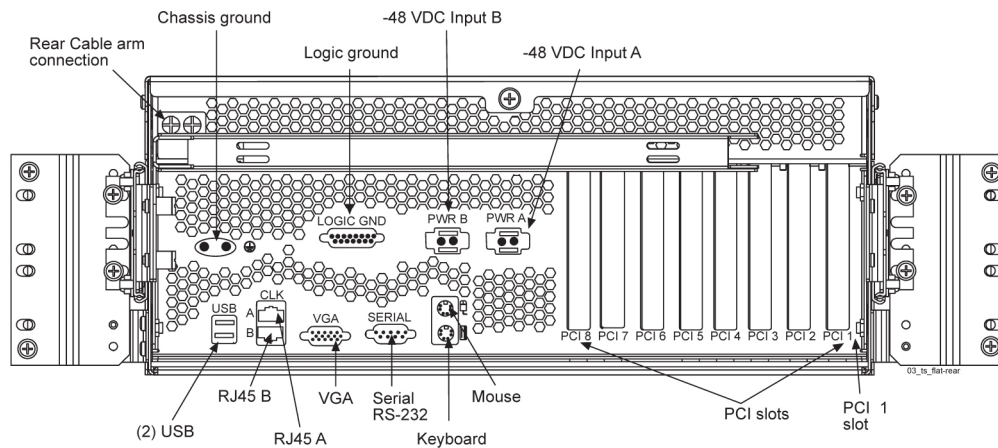 Chassis ground
-48 VDC Input B
Rear Cable arm
connection
Logic ground
-48 VDC Input A
LOGIC GND
PWR B
PWR A
CLK
USB
A
B
VGA
SERIAL
PCI 8
PCI 7
PCI 6
PCI 5
PCI 4
PCI 3
PCI 2
PCI 1
03_ts_flat-rear
RJ45 B
VGA
Serial
RS-232
Mouse
PCI slots
PCI 1
slot
(2) USB
RJ45 A
Keyboard